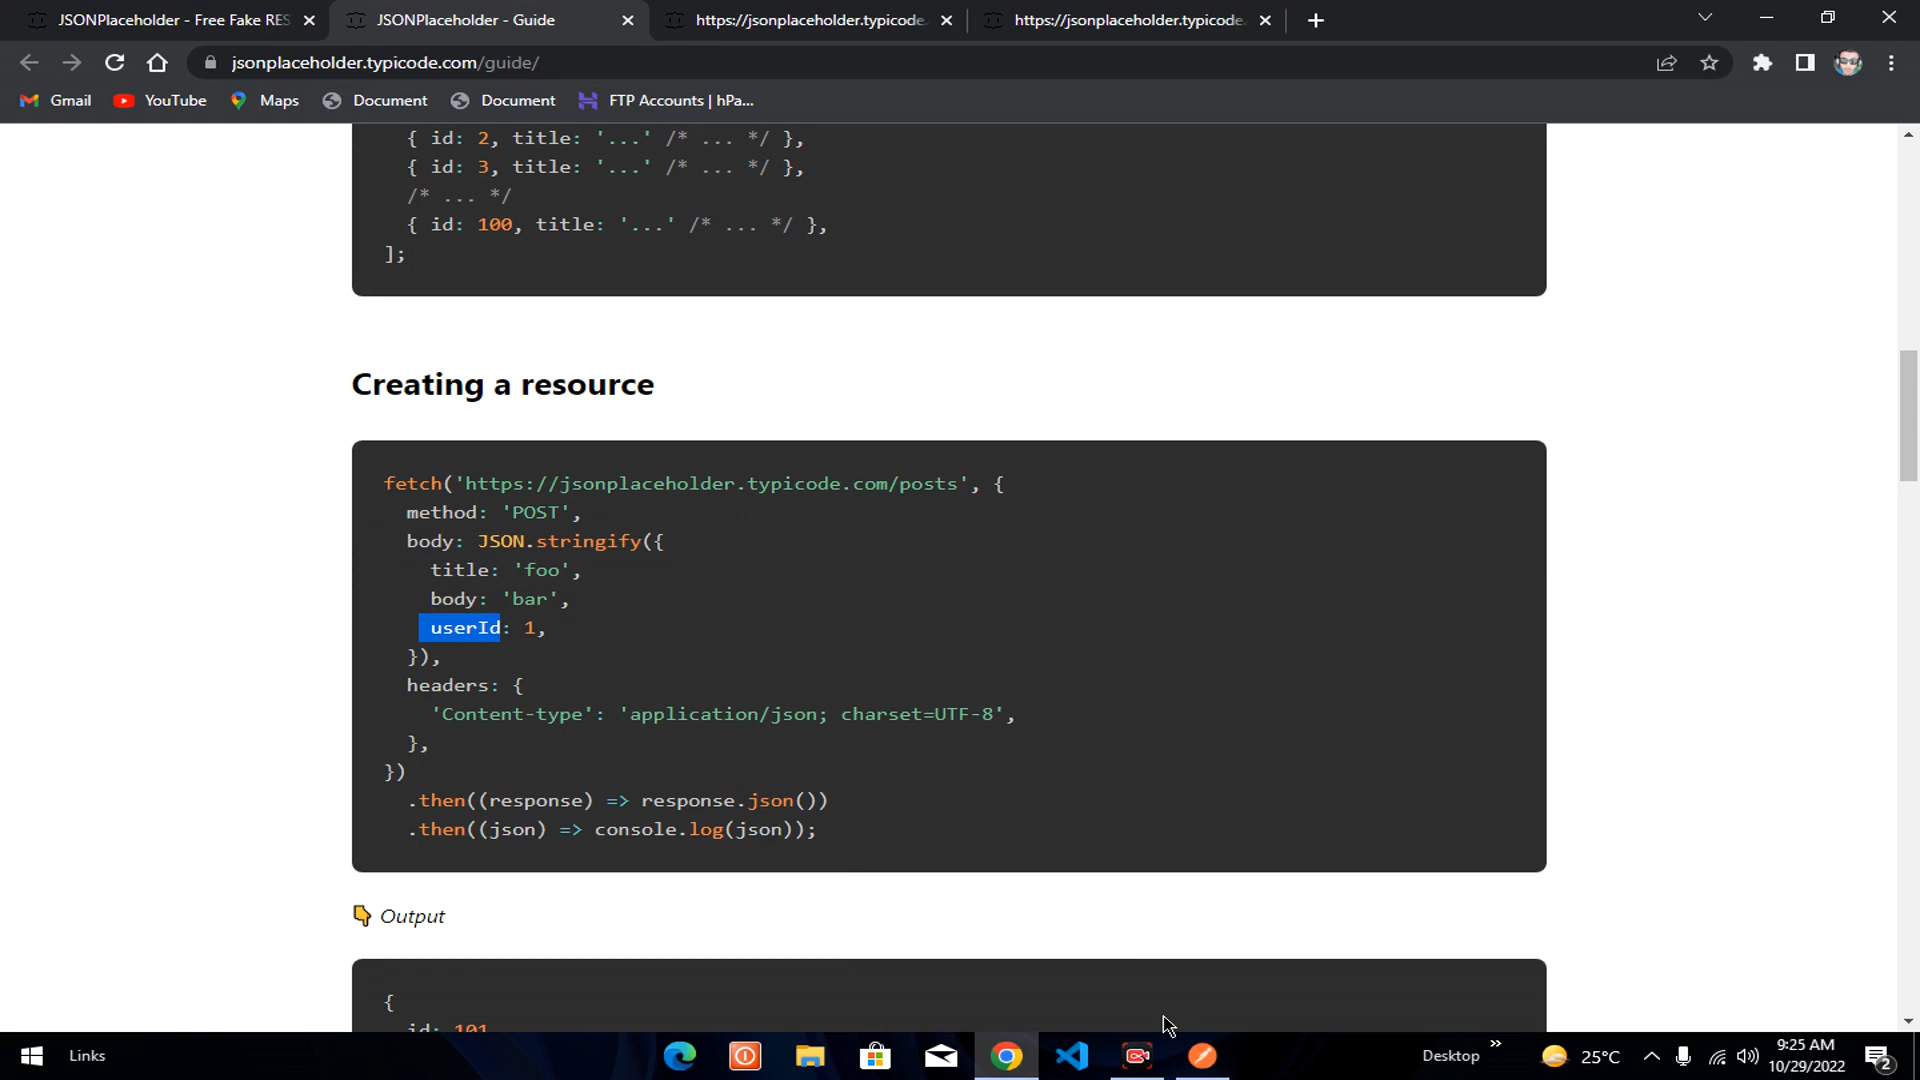 JSONPlaceholder - Free Fake RES
JSONPlaceholder - Guide
https://jsonplaceholder.typicode.
https://jsonplaceholder.typicode.
jsonplaceholder.typicode.com/guide/
Gmail
YouTube
Maps
Document
Document
FTP Accounts | hPa...
{ id: 2, title: '...' /* ... */ },
{ id: 3, title: '...' /* ... */ },
/* ... */
{ id: 100, title: '...' /* ... */ },
];
Creating a resource
fetch('https://jsonplaceholder.typicode.com/posts', {
method: 'POST',
body: JSON.stringify({
title: 'foo',
body: 'bar',
userId: 1,
}),
headers: {
'Content-type': 'application/json; charset=UTF-8',
},
})
.then((response) => response.json())
.then((json) => console.log(json));
Output
{
id: 101
Links
Desktop
25°C
9:25 AM
10/29/2022
2